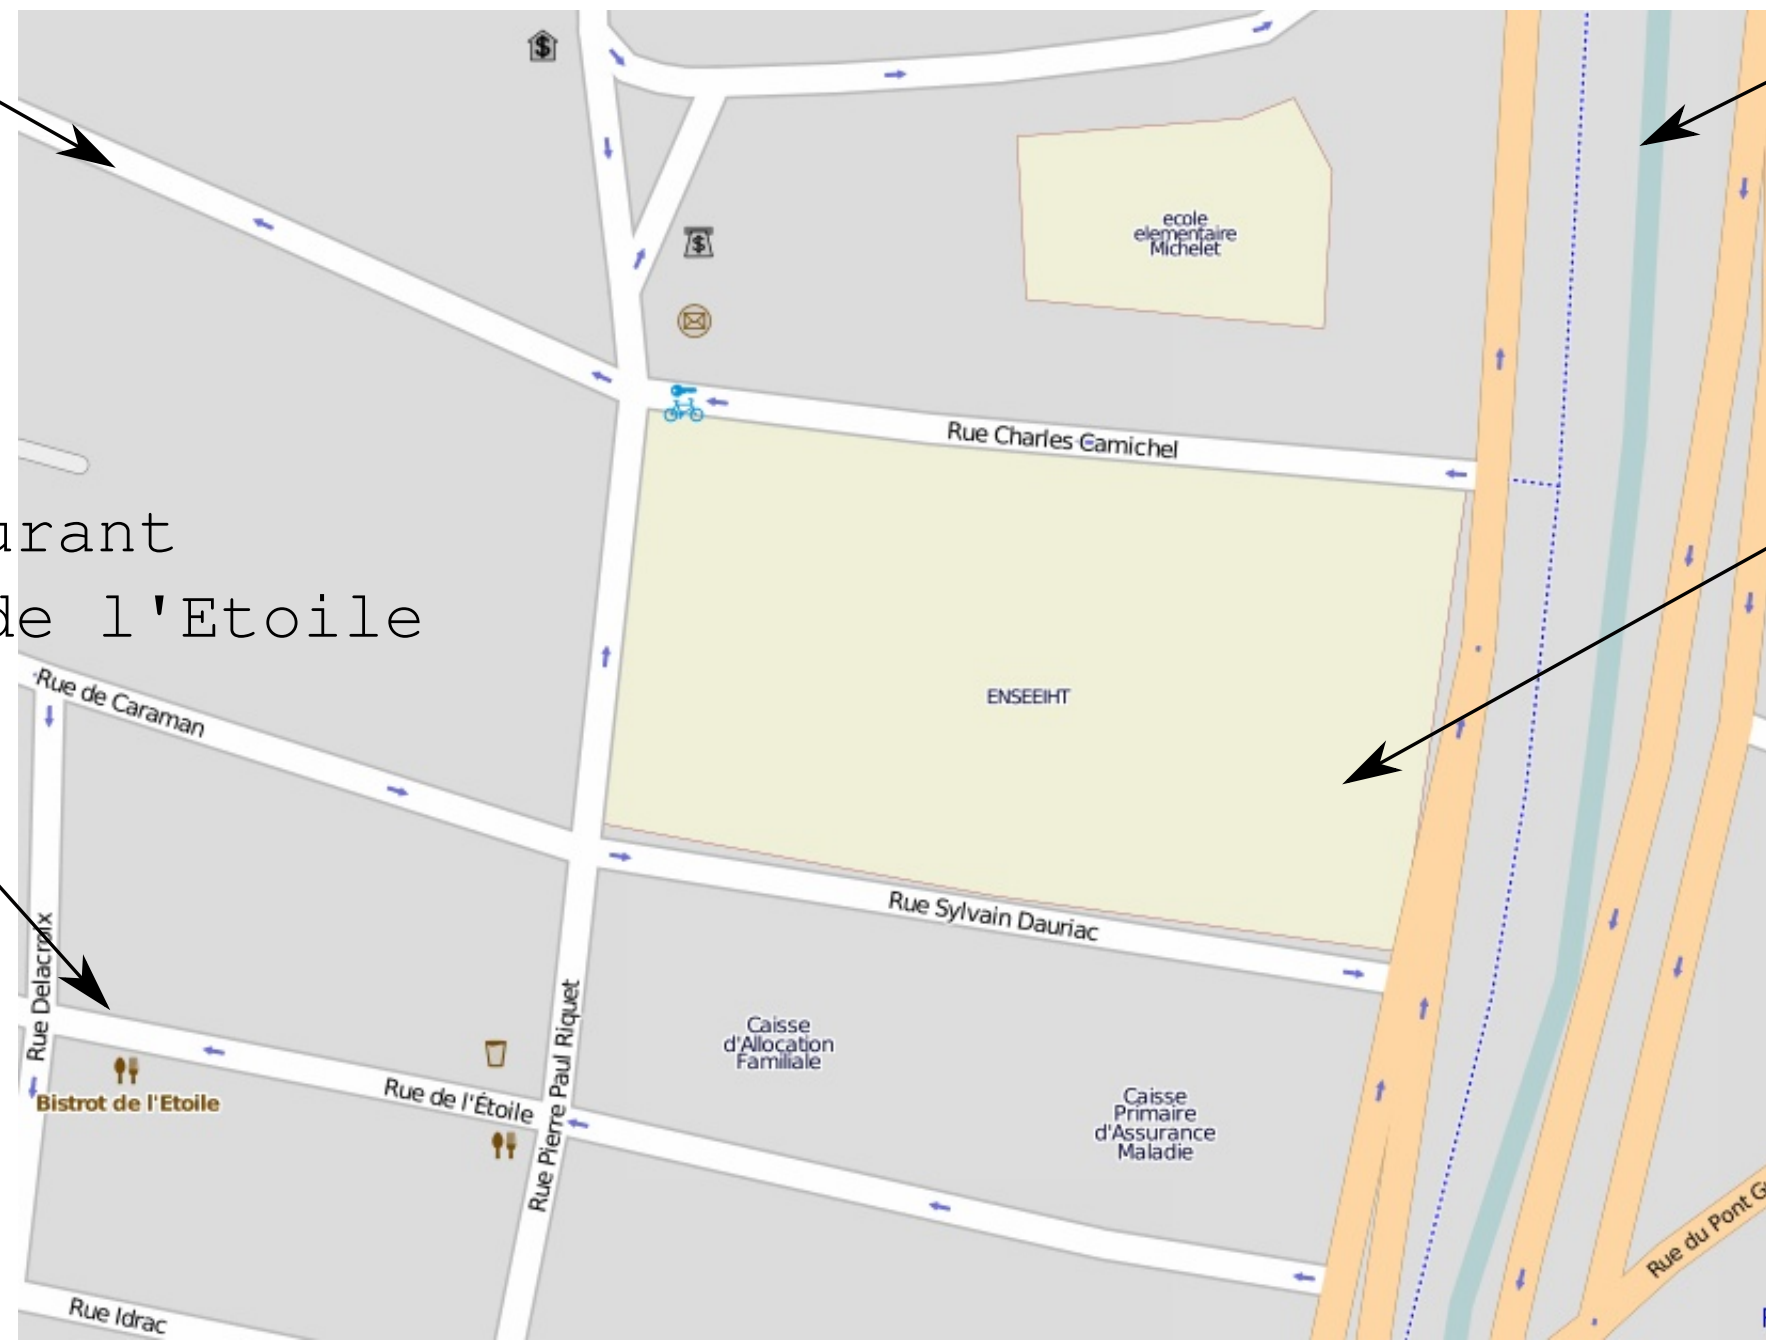 ecole
elementaire
Michelet
Rue Charles Camichel
de l'Etoile
Rue de Caraman
ENSEEIHT
Rue Sylvain Dauriac
Rue Delacroix
Rue Pierre Paul Riquet
Caisse
d'Allocation
Familiale
Rue de l'Étoile
Bistrot de l'Etoile
Caisse
Primaire
d'Assurance
Maladie
Rue du Pont
Rue Idrac